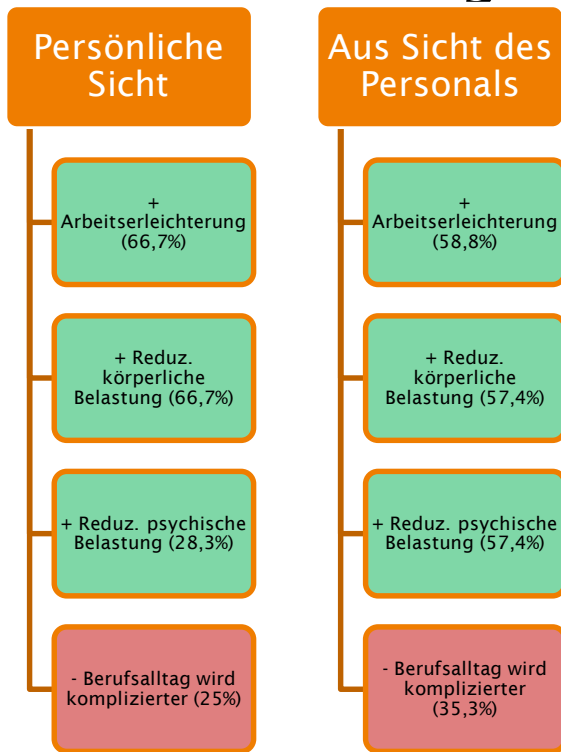 Persönliche
Sicht
+
Arbeitserleichterung
(66,7%)
+ Reduz.
körperliche
Belastung (66,7%)
+ Reduz. psychische
Belastung (28,3%)
- Berufsalltag wird
komplizierter (25%)
Aus Sicht des
Personals
+
Arbeitserleichterung
(58,8%)
+ Reduz.
körperliche
Belastung (57,4%)
+ Reduz. psychische
Belastung (57,4%)
- Berufsalltag wird
komplizierter
(35,3%)